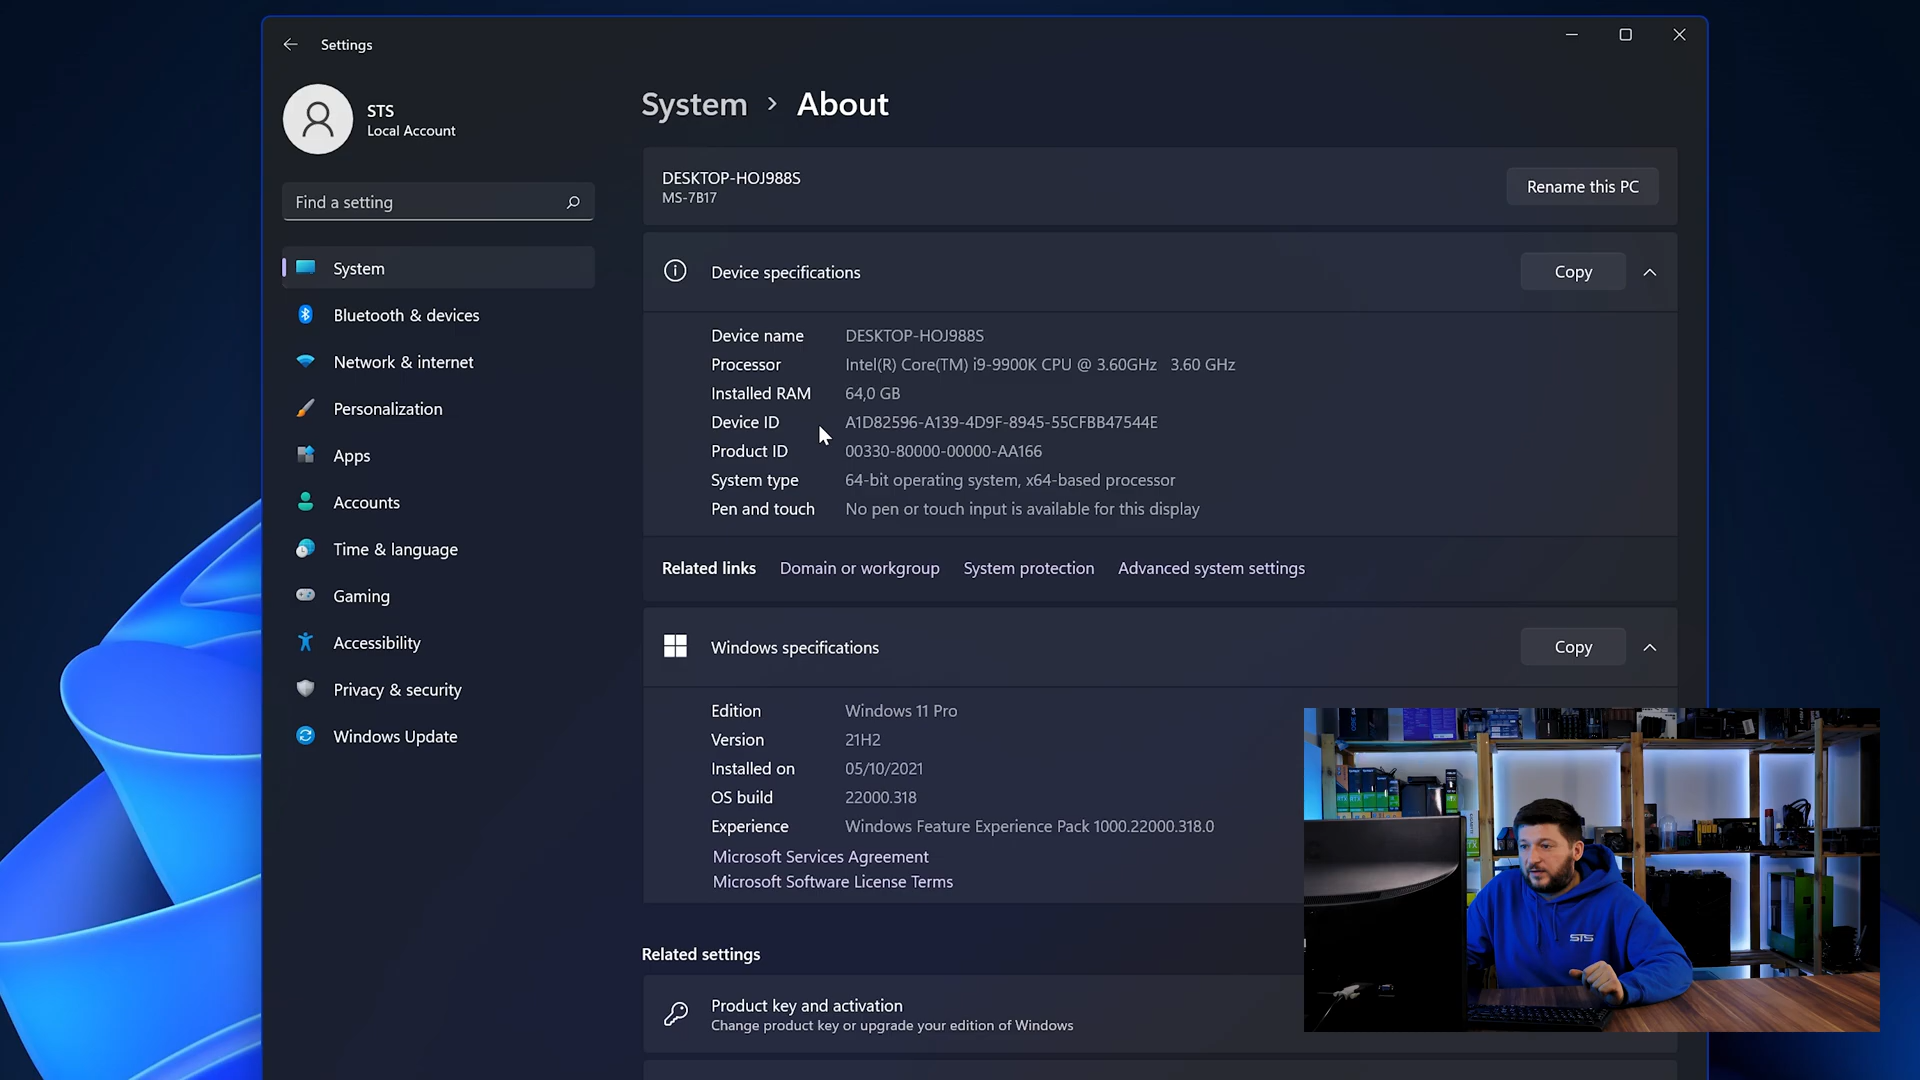 Settings
STS
Local Account
Find a setting
System
Bluetooth & devices
Network & internet
Personalization
Apps
Accounts
Time & language
Gaming
Accessibility
Privacy & security
Windows Update
System > About
DESKTOP-HOJ988S
MS-7B17
Rename this PC
Device specifications
Copy
Device name DESKTOP-HOJ988S
Processor Intel(R) Core(TM) i9-9900K CPU @ 3.60GHz 3.60 GHz
Installed RAM 64,0 GB
Device ID A1D82596-A139-4D9F-8945-55CFBB47544E
Product ID 00330-80000-00000-AA166
System type 64-bit operating system, x64-based processor
Pen and touch No pen or touch input is available for this display
Related links Domain or workgroup System protection Advanced system settings
Windows specifications
Copy
Edition Windows 11 Pro
Version 21H2
Installed on 05/10/2021
OS build 22000.318
Experience Windows Feature Experience Pack 1000.22000.318.0
Microsoft Services Agreement
Microsoft Software License Terms
Related settings
Product key and activation
Change product key or upgrade your edition of Windows
STS